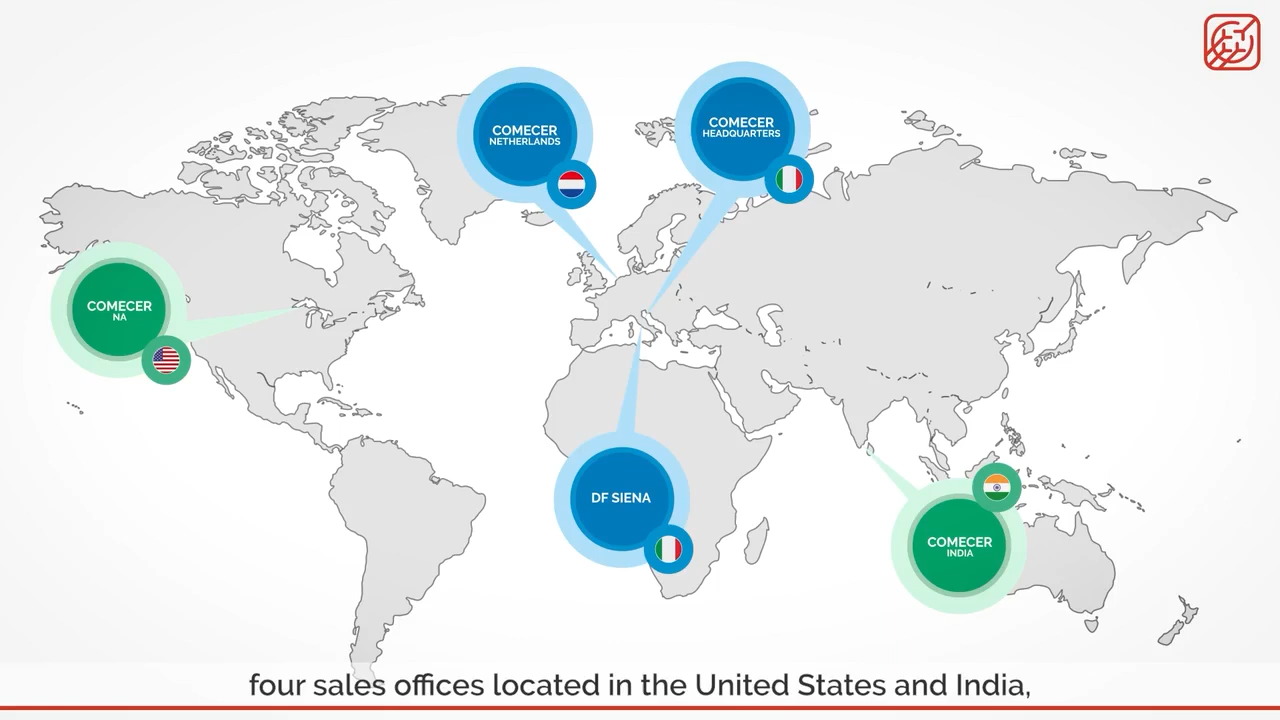 COMECER
NETHERLANDS
COMECER
HEADQUARTERS
COMECER
NA
DF SIENA
COMECER
INDIA
four sales offices located in the United States and India,